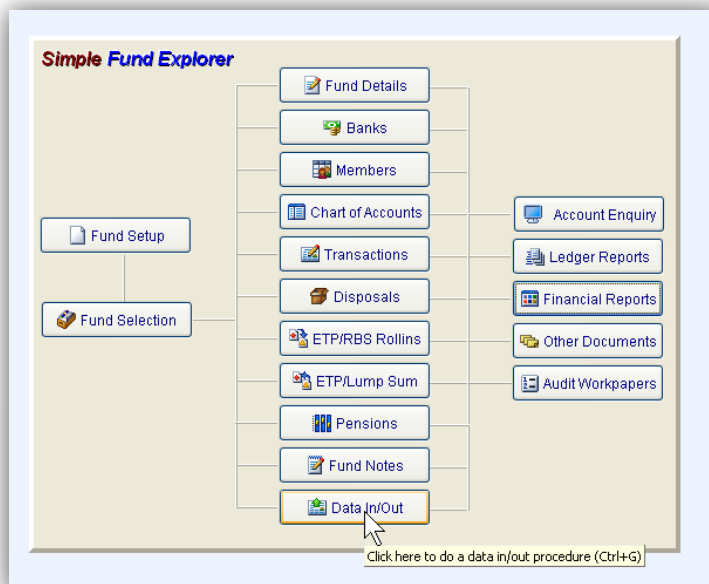 Simple Fund Explorer
Fund Setup
Fund Selection
Fund Details
Banks
Members
Chart of Accounts
Transactions
Disposals
ETP/RBS Rollins
ETP/Lump Sum
Pensions
Fund Notes
Data In/Out
Account Enquiry
Ledger Reports
Financial Reports
Other Documents
Audit Workpapers
Click here to do a data in/out procedure (Ctrl+G)